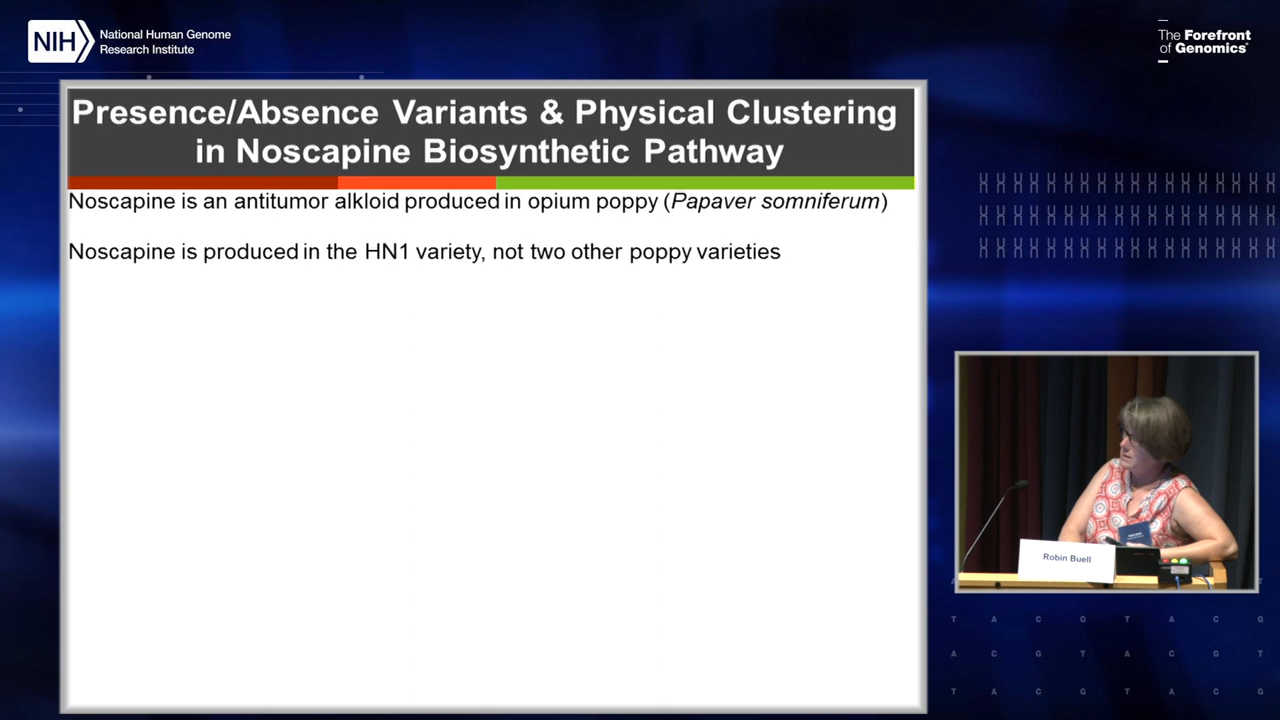 NIH
National Human Genome
Research Institute
The Forefront
of Genomics®
Presence/Absence Variants & Physical Clustering
in Noscapine Biosynthetic Pathway
Noscapine is an antitumor alkloid produced in opium poppy (Papaver somniferum)
Noscapine is produced in the HN1 variety, not two other poppy varieties
Robin Buell
T A C G T A C G
A C G T A C G T
T A C G T A C G